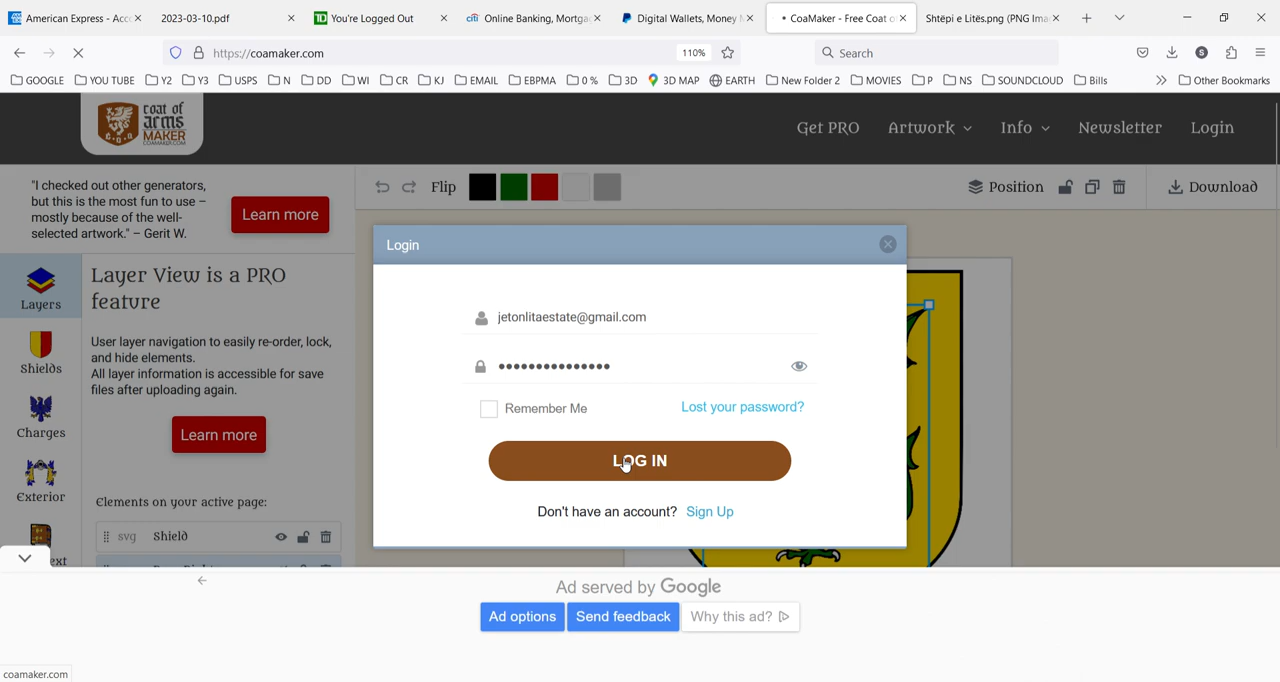 American Express - Acc
2023-03-10.pdf
TD You're Logged Out
citi Online Banking, Mortga
Digital Wallets, Money M
CoaMaker - Free Coat o
Shtëpi e Litës.png (PNG Ima
https://coamaker.com
110%
Search
GOOGLE YOU TUBE Y2 Y3 USPS N DD WI CR KJ EMAIL EBPMA 0 % 3D 3D MAP EARTH New Folder 2 MOVIES P NS SOUNDCLOUD Bills Other Bookmarks
coat of
arms
MAKER
COAMAKER.COM
Get PRO Artwork Info Newsletter Login
"I checked out other generators,
but this is the most fun to use –
mostly because of the well-
selected artwork." – Gerit W.
Learn more
Flip
Position
Download
Layers
Shields
Charges
Exterior
ext
Layer View is a PRO
feature
User layer navigation to easily re-order, lock,
and hide elements.
All layer information is accessible for save
files after uploading again.
Learn more
Elements on your active page:
svg Shield
Login
jetonlitaestate@gmail.com
•••••••••••••••
Remember Me
Lost your password?
LOG IN
Don't have an account? Sign Up
Ad served by Google
Ad options
Send feedback
Why this ad?
coamaker.com